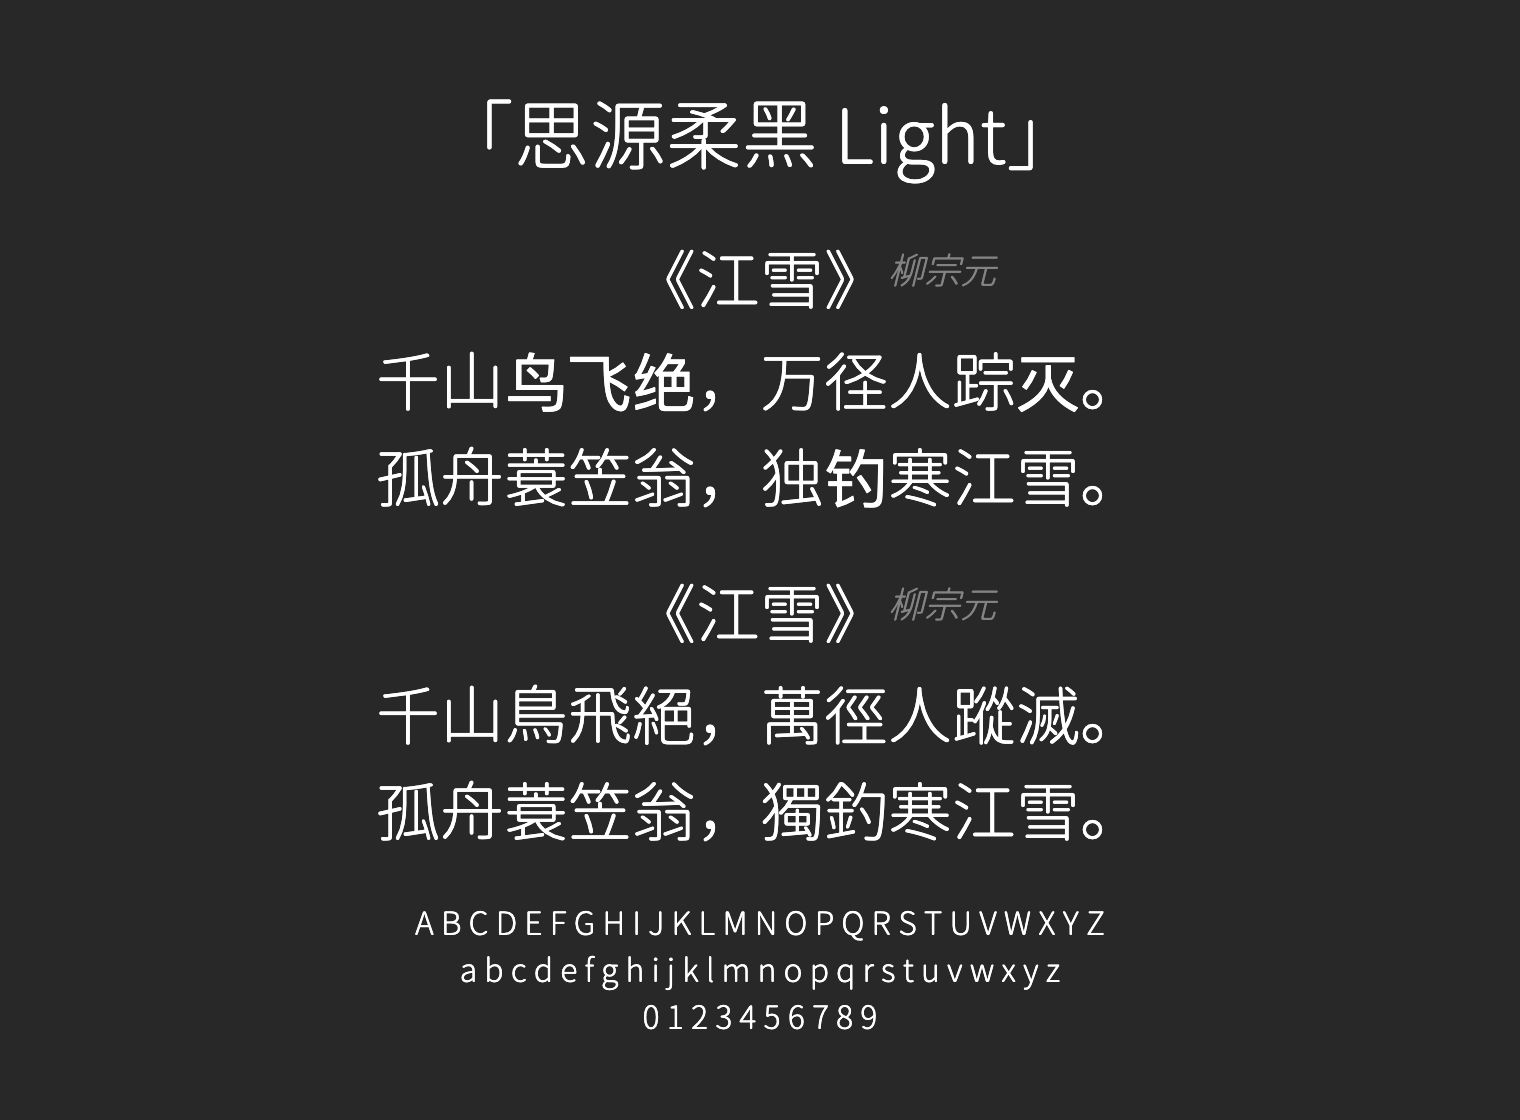 「思源柔黑 Light」
《江雪》 柳宗元
千山鸟飞绝，万径人踪灭。
孤舟蓑笠翁，独钓寒江雪。
《江雪》 柳宗元
千山鳥飛絕，萬徑人蹤滅。
孤舟蓑笠翁，獨釣寒江雪。
A B C D E F G H I J K L M N O P Q R S T U V W X Y Z
a b c d e f g h i j k l m n o p q r s t u v w x y z
0 1 2 3 4 5 6 7 8 9